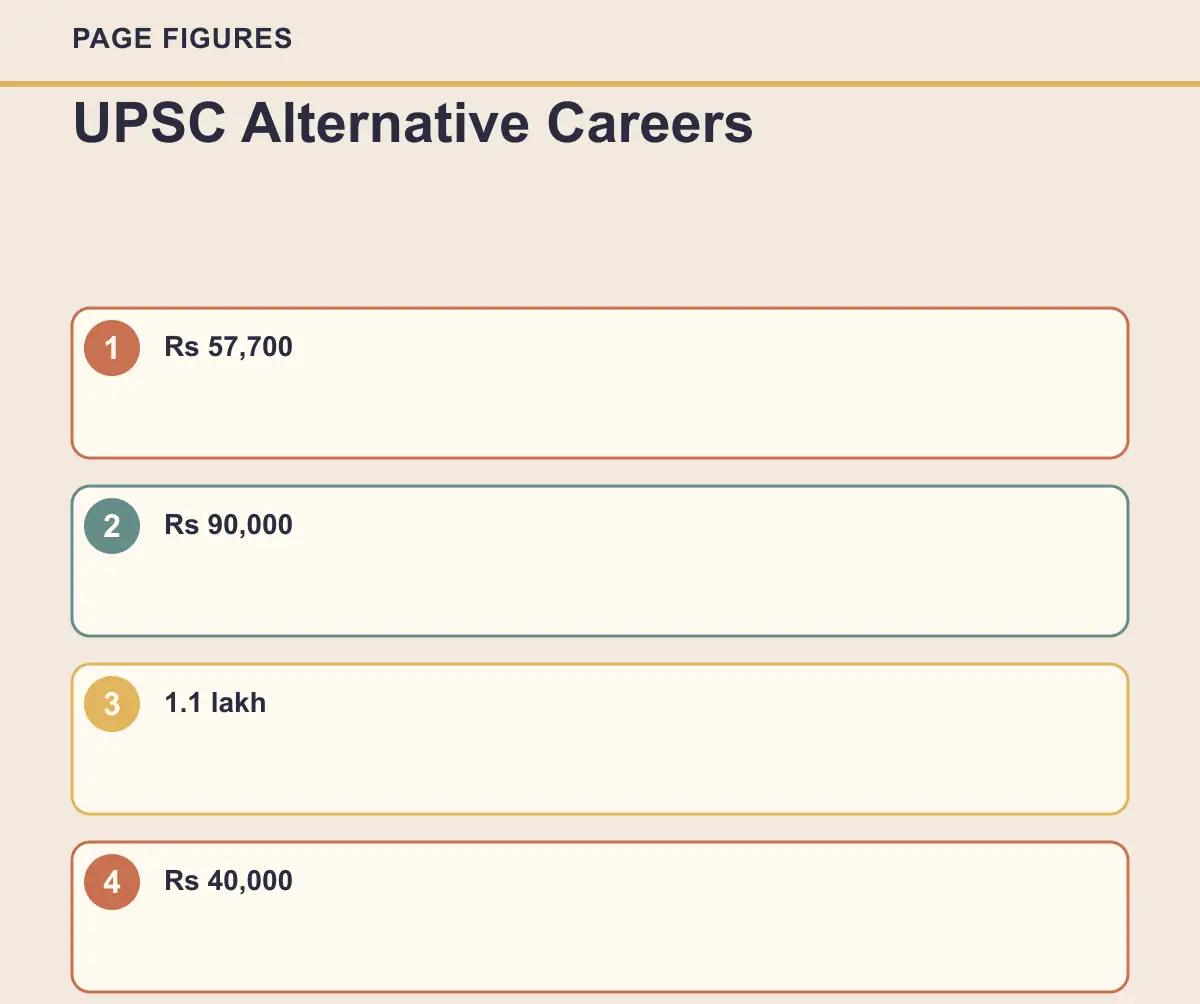 PAGE FIGURES
UPSC Alternative Careers
1 Rs 57,700
2 Rs 90,000
3 1.1 lakh
4 Rs 40,000